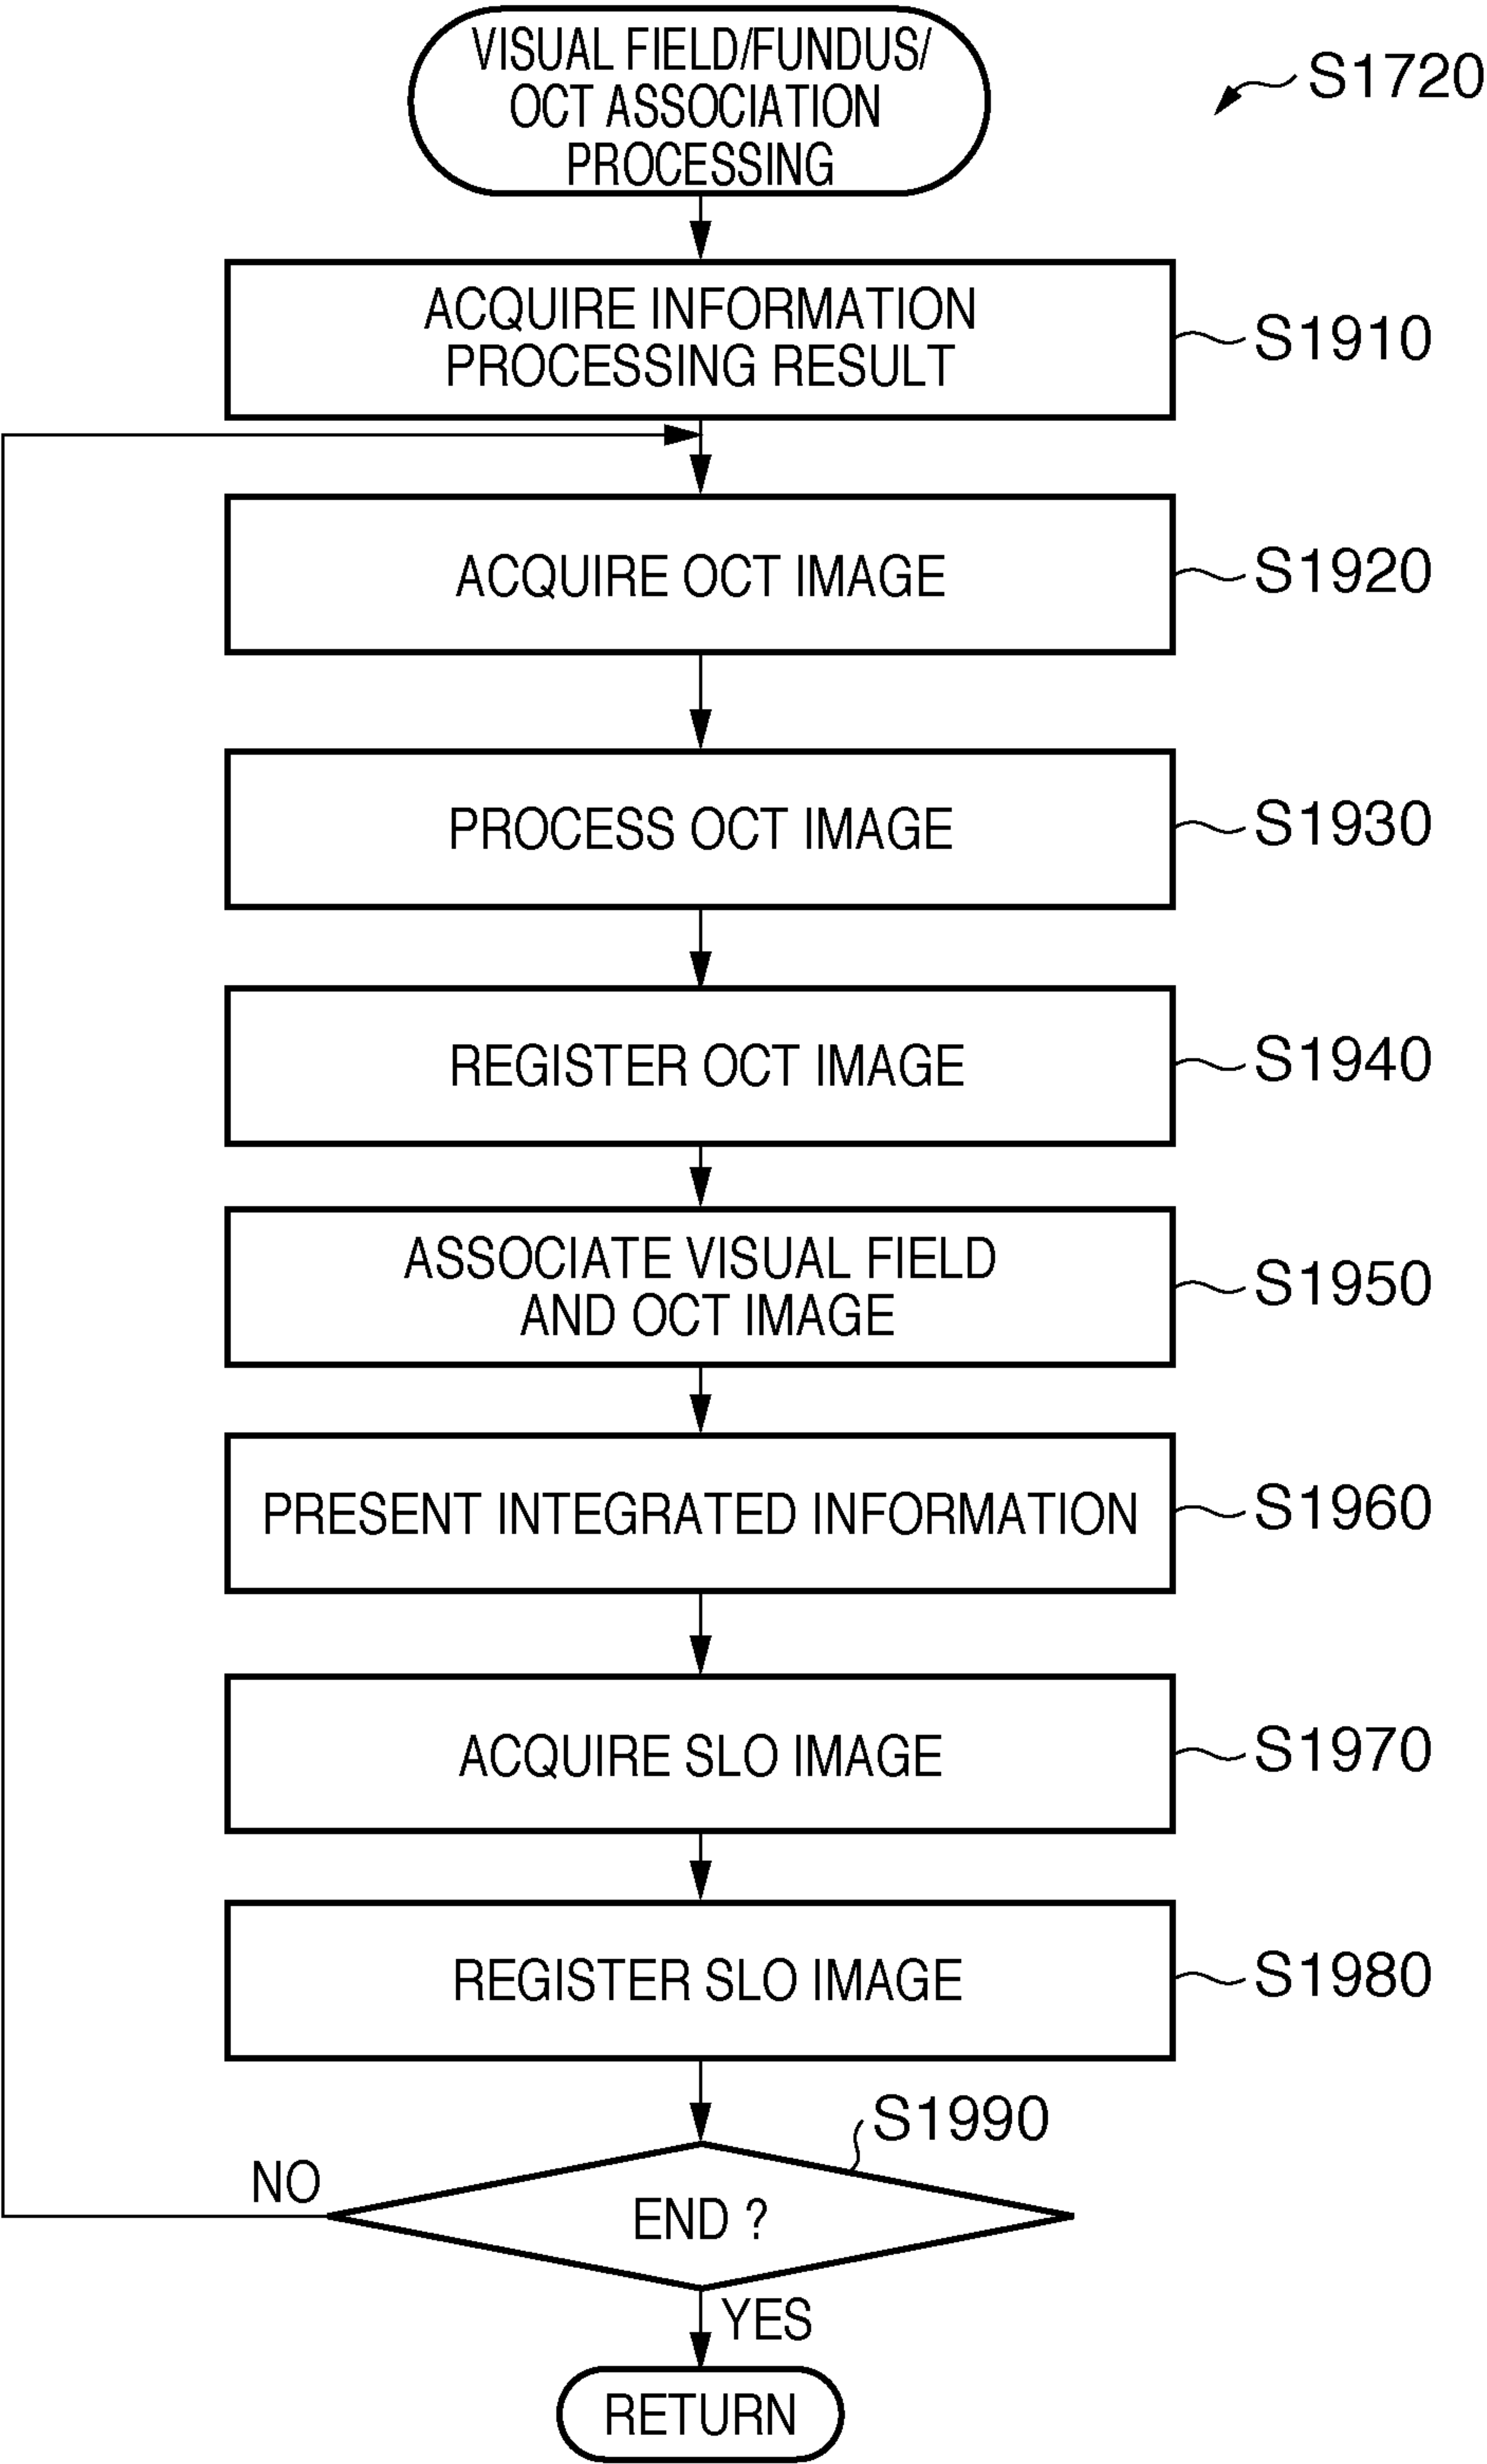 VISUAL FIELD/FUNDUS/
OCT ASSOCIATION
PROCESSING
S1720
ACQUIRE INFORMATION
PROCESSING RESULT
S1910
ACQUIRE OCT IMAGE
S1920
PROCESS OCT IMAGE
S1930
REGISTER OCT IMAGE
S1940
ASSOCIATE VISUAL FIELD
AND OCT IMAGE
S1950
PRESENT INTEGRATED INFORMATION
S1960
ACQUIRE SLO IMAGE
S1970
REGISTER SLO IMAGE
S1980
S1990
NO
END ?
YES
RETURN